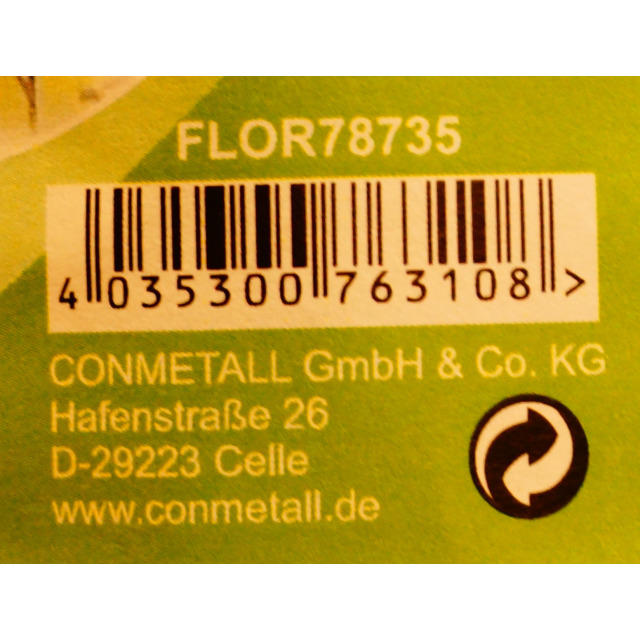 FLOR78735
4 035300 763108 >
CONMETALL GmbH & Co. KG
Hafenstraße 26
D-29223 Celle
www.conmetall.de